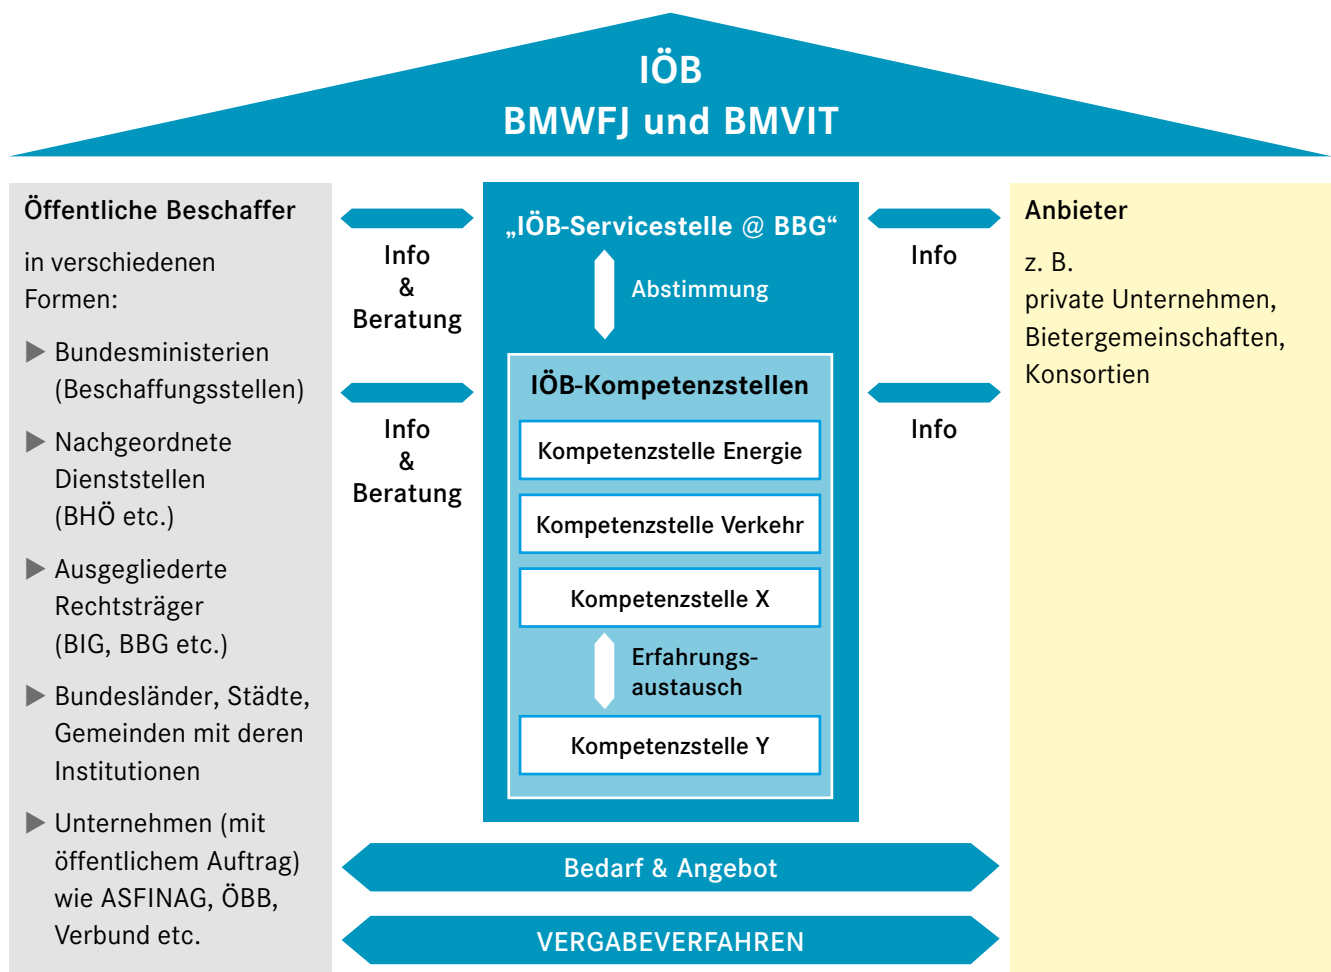 IÖB
BMWFJ und BMVIT
Öffentliche Beschaffer
in verschiedenen
Formen:
▶ Bundesministerien
(Beschaffungsstellen)
▶ Nachgeordnete
Dienststellen
(BHÖ etc.)
▶ Ausgegliederte
Rechtsträger
(BIG, BBG etc.)
▶ Bundesländer, Städte,
Gemeinden mit deren
Institutionen
▶ Unternehmen (mit
öffentlichem Auftrag)
wie ASFINAG, ÖBB,
Verbund etc.
Info
&
Beratung
Info
&
Beratung
„IÖB-Servicestelle @ BBG“
Abstimmung
IÖB-Kompetenzstellen
Kompetenzstelle Energie
Kompetenzstelle Verkehr
Kompetenzstelle X
Erfahrungs-
austausch
Kompetenzstelle Y
Info
Info
Anbieter
z. B.
private Unternehmen,
Bietergemeinschaften,
Konsortien
Bedarf & Angebot
VERGABEVERFAHREN